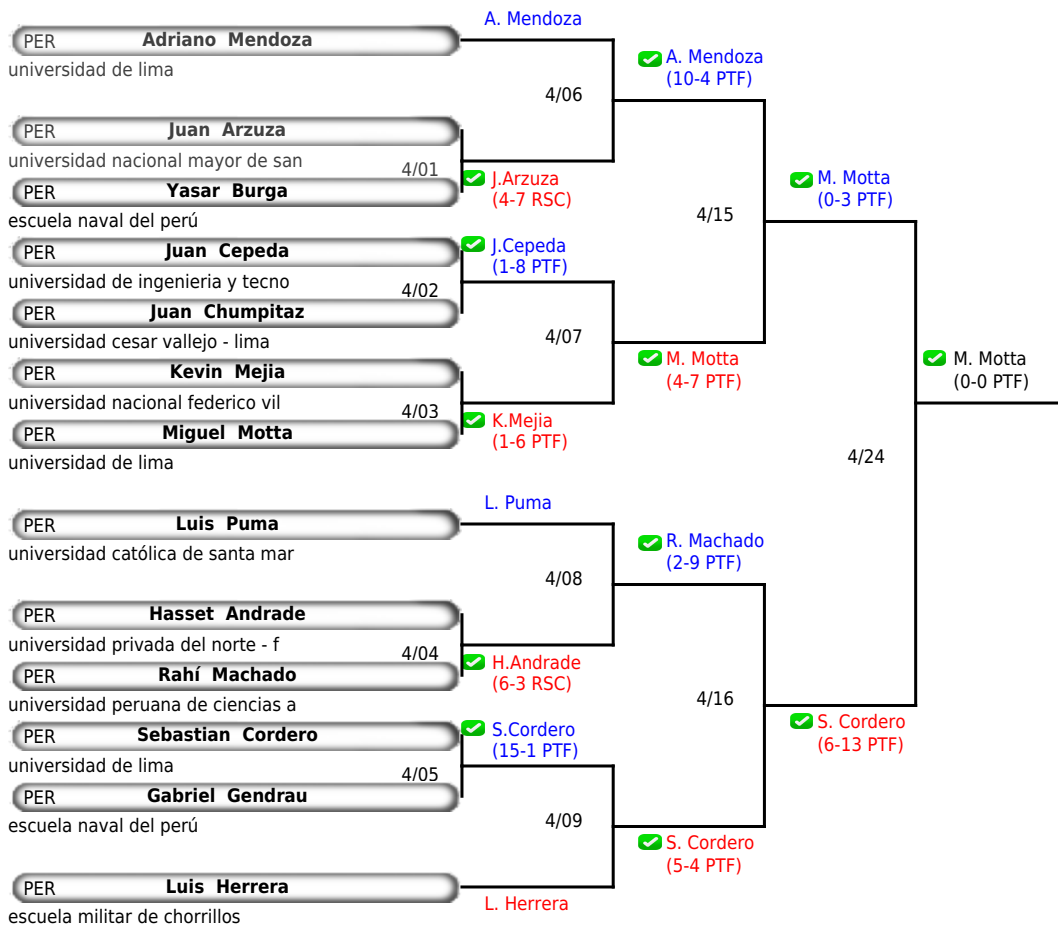 A. Mendoza
PER Adriano Mendoza
universidad de lima
A. Mendoza
(10-4 PTF)
4/06
PER Juan Arzuza
universidad nacional mayor de san
4/01
PER Yasar Burga
J.Arzuza
(4-7 RSC)
M. Motta
(0-3 PTF)
4/15
escuela naval del perú
PER Juan Cepeda
J.Cepeda
(1-8 PTF)
universidad de ingenieria y tecno
4/02
PER Juan Chumpitaz
4/07
universidad cesar vallejo - lima
M. Motta
(4-7 PTF)
M. Motta
(0-0 PTF)
PER Kevin Mejia
universidad nacional federico vil
4/03
PER Miguel Motta
K.Mejia
(1-6 PTF)
universidad de lima
4/24
L. Puma
PER Luis Puma
universidad católica de santa mar
R. Machado
(2-9 PTF)
4/08
PER Hasset Andrade
universidad privada del norte - f
4/04
PER Rahí Machado
H.Andrade
(6-3 RSC)
universidad peruana de ciencias a
4/16
PER Sebastian Cordero
S.Cordero
(15-1 PTF)
S. Cordero
(6-13 PTF)
universidad de lima
4/05
PER Gabriel Gendrau
escuela naval del perú
4/09
S. Cordero
(5-4 PTF)
PER Luis Herrera
L. Herrera
escuela militar de chorrillos